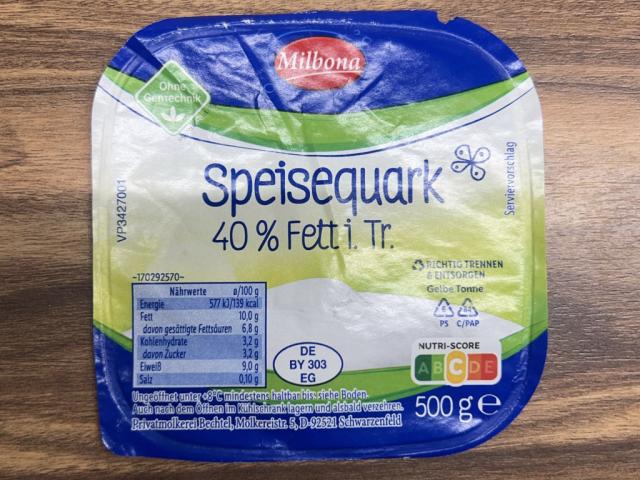 Milbona
Ohne
Gentechnik
Speisequark
40 % Fett i. Tr.
Serviervorschlag
VP3427001
RICHTIG TRENNEN
& ENTSORGEN
Gelbe Tonne
PS C/PAP
~170292570~
Nährwerte ø/100 g
Energie 577 kJ/139 kcal
Fett 10,0 g
davon gesättigte Fettsäuren 6,8 g
Kohlenhydrate 3,2 g
davon Zucker 3,2 g
Eiweiß 9,0 g
Salz 0,10 g
DE
BY 303
EG
NUTRI-SCORE
A B C D E
Ungeöffnet unter +8°C mindestens haltbar bis: siehe Boden.
Auch nach dem Öffnen im Kühlschrank lagern und alsbald verzehren.
Privatmolkerei Bechtel, Molkereistr. 5, D-92521 Schwarzenfeld
500 g e